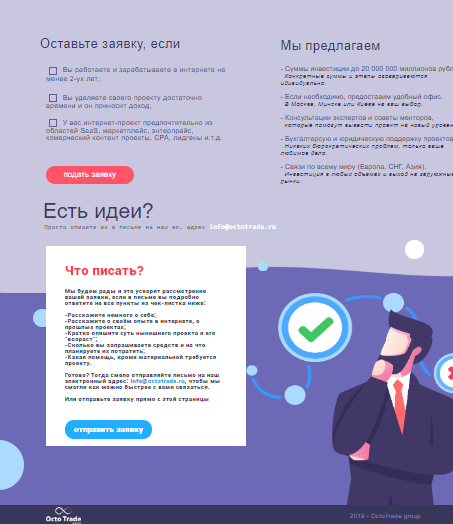 Оставьте заявку, если
Вы работаете и зарабатываете в интернете не
менее 2-ух лет;
Вы уделяете своего проекту достаточно
времени и он приносит доход;
У вас интернет-проект предпочтительно из
областей SaaS, маркетплейс, энтерпрайс,
комерческий контент проекты, CPA, лидгены и.т.д.
подать заявку
Мы предлагаем
- Суммы инвестиции до 20 000 000 миллионов рубл
Конкретные суммы и этапы оговариваются
идивидуально.
- Если необходимо, предоставим удобный офис.
В Москве, Минске или Киеве на ваш выбор.
- Консультации экспертов и советы менторов,
которые помогут вывести проект на новый уровен
- Бухгалтерскую и юридическую поддержку проектов
Никаких бюракротических проблем, только ваше
любимое дело.
- Связи по всему миру (Европа, СНГ, Азия).
Инвестиция в любых объемах и выход на зарубежны
рынки.
Есть идеи?
Просто опишите их в письме на наш эл. адрес info@octotrade.ru
Что писать?
Мы будем рады и это ускорит рассмотрение
вашей заявки, если в письме вы подробно
ответите не все пункты из чек-листка ниже:
-Расскажите немного о себе;
-Расскажите о своём опыте в интернете, о
прошлых проектах;
-Кратко опишите суть нынешнего проекта и его
"возраст";
-Сколько вы запрашиваете средств и на что
планируете их потратить;
-Какая помощь, кроме материальной требуется
проекту.
Готово? Тогда смело отправляйте письмо на наш
электронный адрес: info@octotrade.ru, чтобы мы
смогли как можно быстрее с вами связаться.
Или отправьте заявку прямо с этой страницы
отправить заявку
Octo Trade
2019 - OctoTrade group